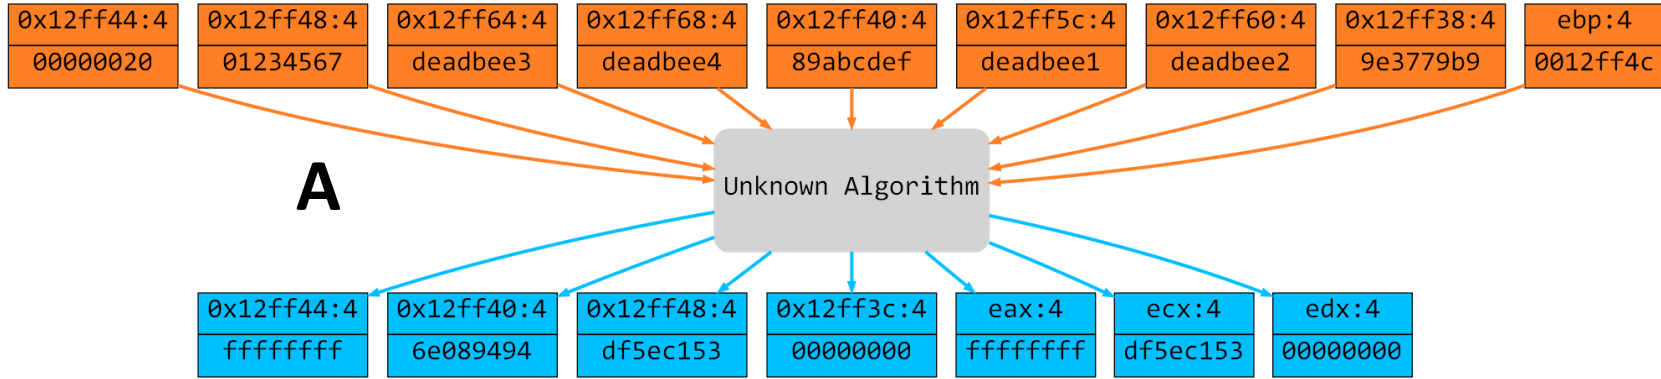 0x12ff44:4 0x12ff48:4 0x12ff64:4 0x12ff68:4 0x12ff40:4 0x12ff5c:4 0x12ff60:4 0x12ff38:4 ebp:4
00000020 01234567 deadbee3 deadbee4 89abcdef deadbee1 deadbee2 9e3779b9 0012ff4c
A
Unknown Algorithm
0x12ff44:4 0x12ff40:4 0x12ff48:4 0x12ff3c:4 eax:4 ecx:4 edx:4
ffffffff 6e089494 df5ec153 00000000 ffffffff df5ec153 00000000